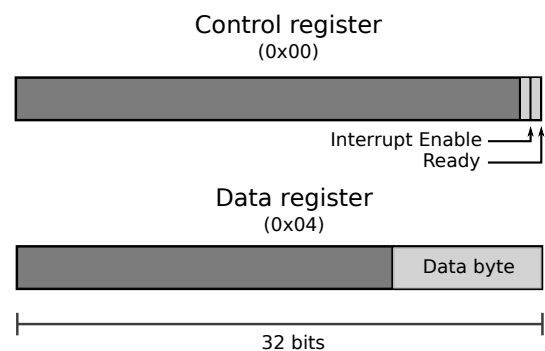 Control register
(0x00)
Interrupt Enable
Ready
Data register
(0x04)
Data byte
32 bits